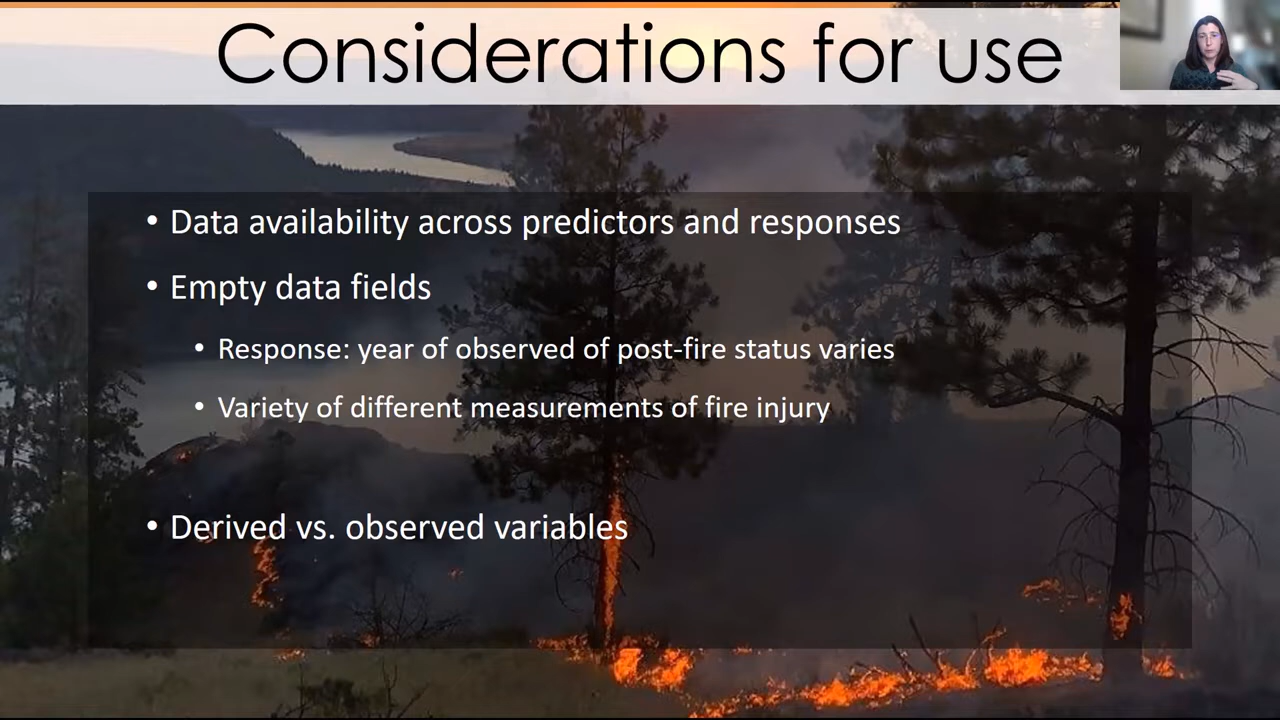 Considerations for use
• Data availability across predictors and responses
• Empty data fields
• Response: year of observed of post-fire status varies
• Variety of different measurements of fire injury
• Derived vs. observed variables